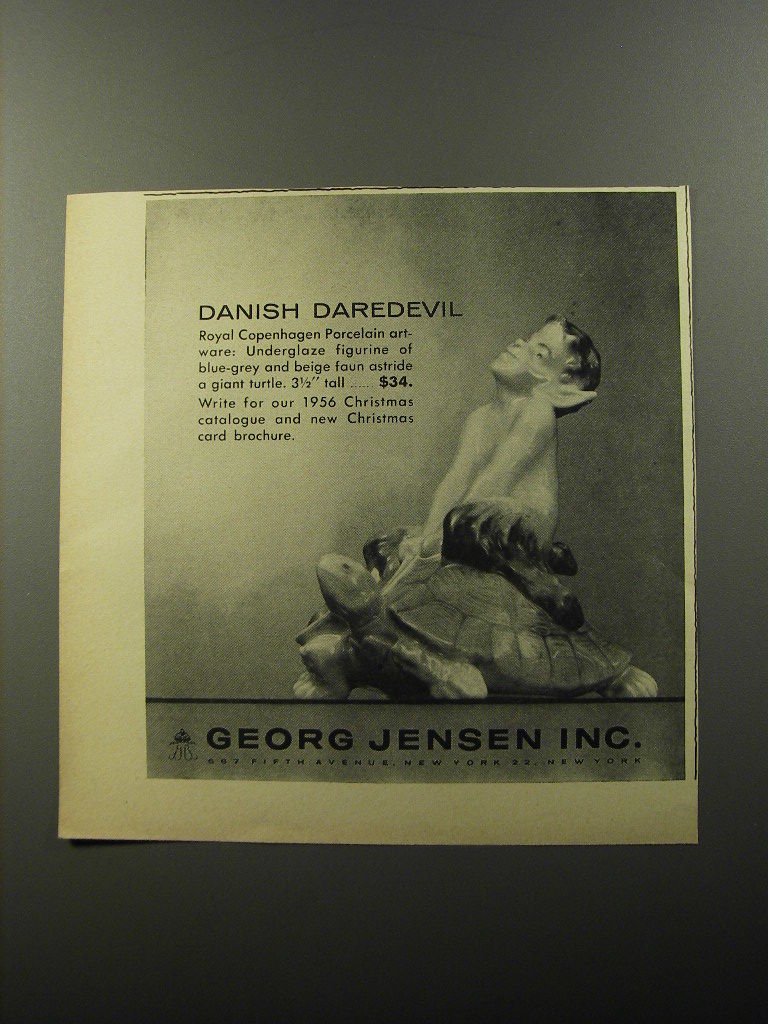 DANISH DAREDEVIL
Royal Copenhagen Porcelain art-
ware: Underglaze figurine of
blue-grey and beige faun astride
a giant turtle. 3½″ tall ...... $34.
Write for our 1956 Christmas
catalogue and new Christmas
card brochure.
GEORG JENSEN INC.
667 FIFTH AVENUE, NEW YORK 22, NEW YORK